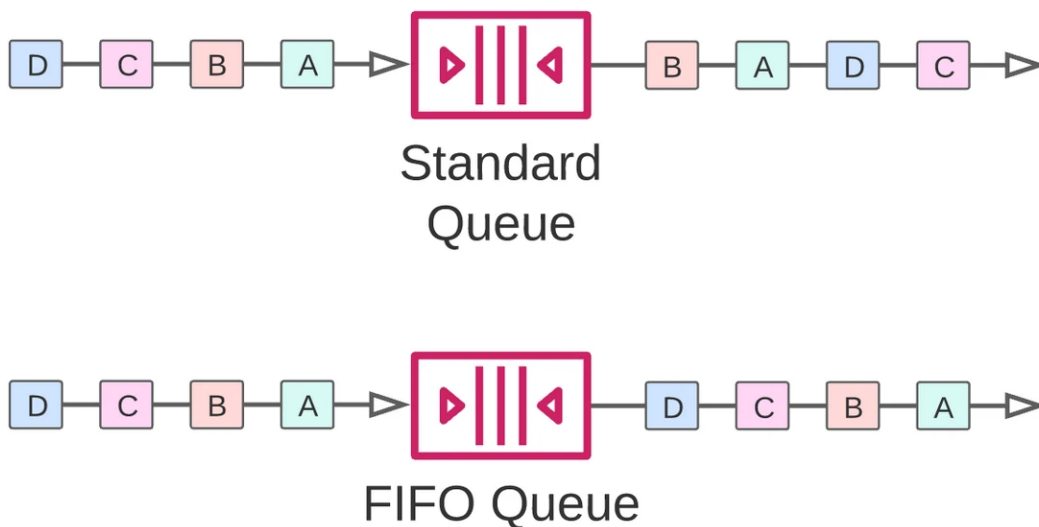 D C B A B A D C
Standard
Queue
D C B A D C B A
FIFO Queue